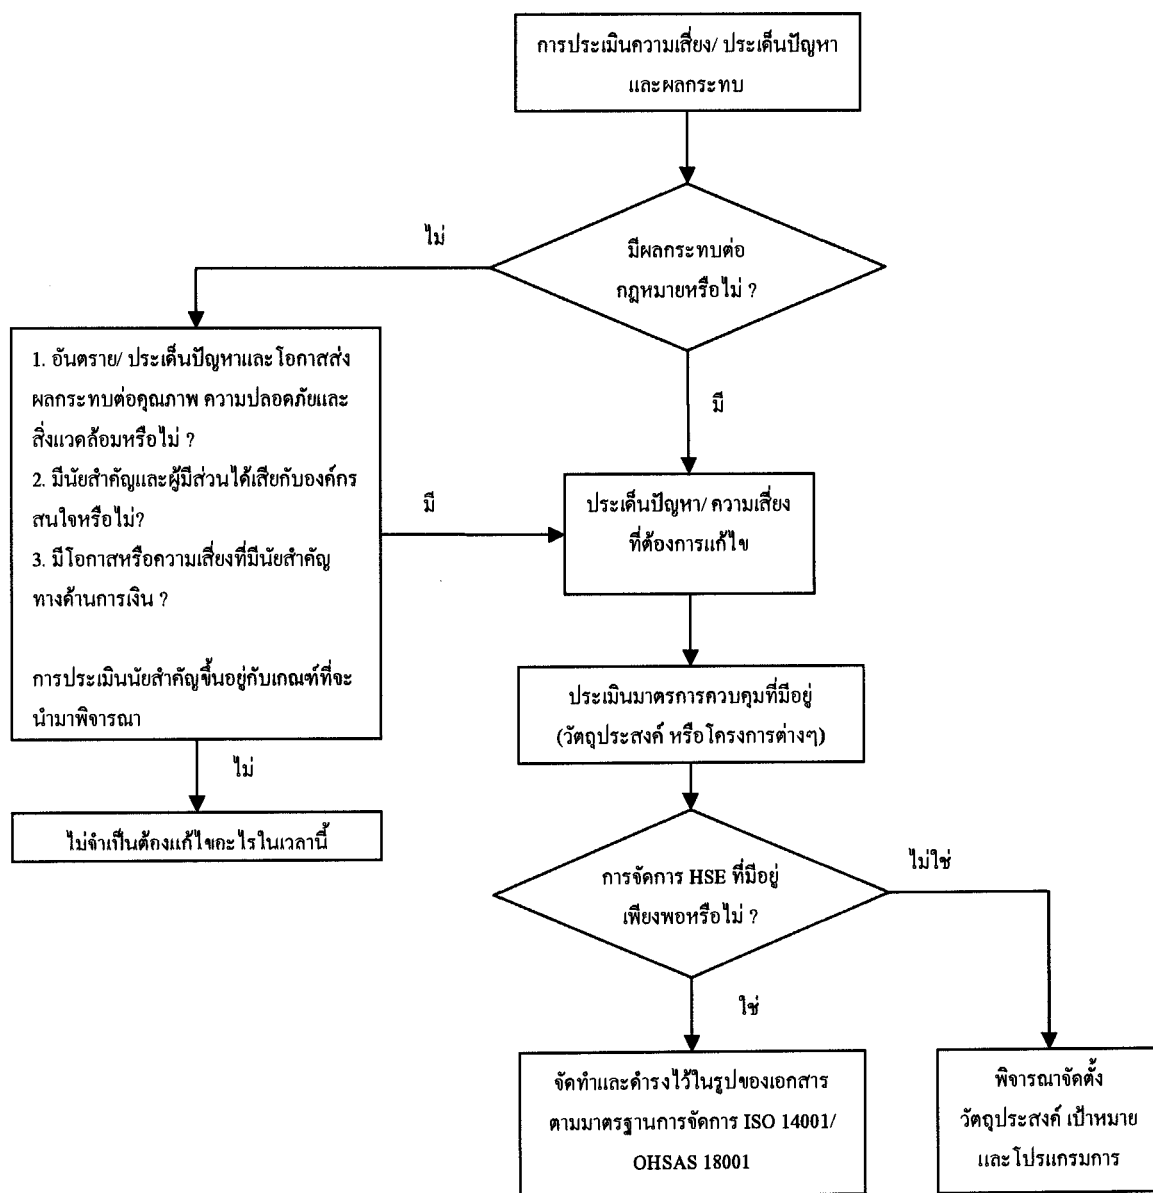 การประเมินความเสี่ยง/ ประเด็นปัญหา
และผลกระทบ
ไม่
มีผลกระทบต่อ
กฎหมายหรือไม่ ?
มี
1. อันตราย/ ประเด็นปัญหาและโอกาสส่ง
ผลกระทบต่อคุณภาพ ความปลอดภัยและ
สิ่งแวดล้อมหรือไม่ ?
2. มีนัยสำคัญและผู้มีส่วนได้เสียกับองค์กร
สนใจหรือไม่?
3. มีโอกาสหรือความเสี่ยงที่มีนัยสำคัญ
ทางด้านการเงิน ?
การประเมินนัยสำคัญขึ้นอยู่กับเกณฑ์ที่จะ
นำมาพิจารณา
มี
ประเด็นปัญหา/ ความเสี่ยง
ที่ต้องการแก้ไข
ไม่
ไม่จำเป็นต้องแก้ไขอะไรในเวลานี้
ประเมินมาตรการควบคุมที่มีอยู่
(วัตถุประสงค์ หรือโครงการต่างๆ)
การจัดการ HSE ที่มีอยู่
เพียงพอหรือไม่ ?
ไม่ใช่
ใช่
จัดทำและดำรงไว้ในรูปของเอกสาร
ตามมาตรฐานการจัดการ ISO 14001/
OHSAS 18001
พิจารณาจัดตั้ง
วัตถุประสงค์ เป้าหมาย
และโปรแกรมการ